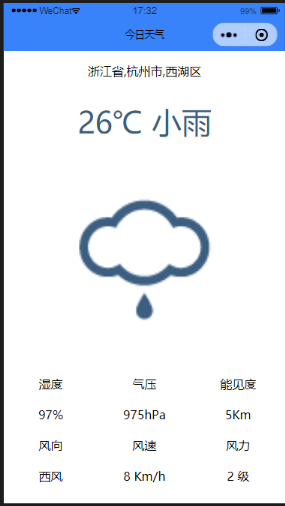 WeChat 17:32 99%
今日天气
浙江省,杭州市,西湖区
26℃ 小雨
湿度 气压 能见度
97% 975hPa 5Km
风向 风速 风力
西风 8 Km/h 2 级